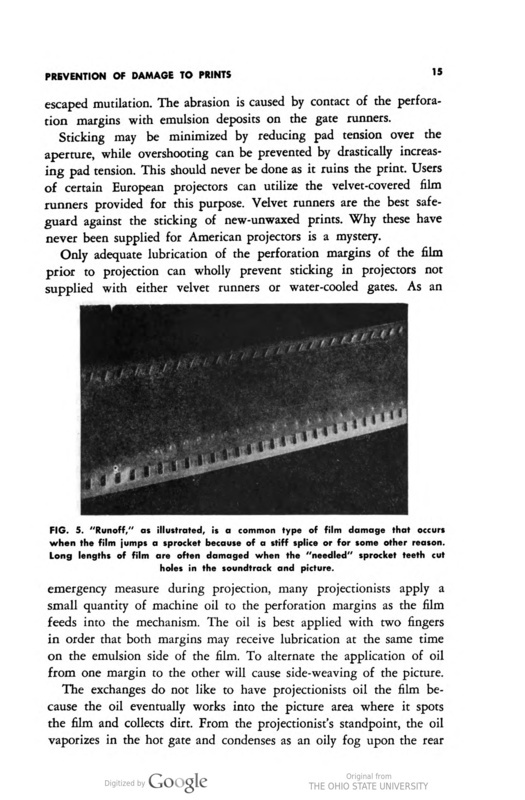 PREVENTION OF DAMAGE TO PRINTS 15
escaped mutilation. The abrasion is caused by contact of the perfora-
tion margins with emulsion deposits on the gate runners.
Sticking may be minimized by reducing pad tension over the
aperture, while overshooting can be prevented by drastically increas-
ing pad tension. This should never be done as it ruins the print. Users
of certain European projectors can utilize the velvet-covered film
runners provided for this purpose. Velvet runners are the best safe-
guard against the sticking of new-unwaxed prints. Why these have
never been supplied for American projectors is a mystery.
Only adequate lubrication of the perforation margins of the film
prior to projection can wholly prevent sticking in projectors not
supplied with either velvet runners or water-cooled gates. As an
FIG. 5. "Runoff," as illustrated, is a common type of film damage that occurs
when the film jumps a sprocket because of a stiff splice or for some other reason.
Long lengths of film are often damaged when the "needled" sprocket teeth cut
holes in the soundtrack and picture.
emergency measure during projection, many projectionists apply a
small quantity of machine oil to the perforation margins as the film
feeds into the mechanism. The oil is best applied with two fingers
in order that both margins may receive lubrication at the same time
on the emulsion side of the film. To alternate the application of oil
from one margin to the other will cause side-weaving of the picture.
The exchanges do not like to have projectionists oil the film be-
cause the oil eventually works into the picture area where it spots
the film and collects dirt. From the projectionist's standpoint, the oil
vaporizes in the hot gate and condenses as an oily fog upon the rear
Digitized by Google
Original from
THE OHIO STATE UNIVERSITY